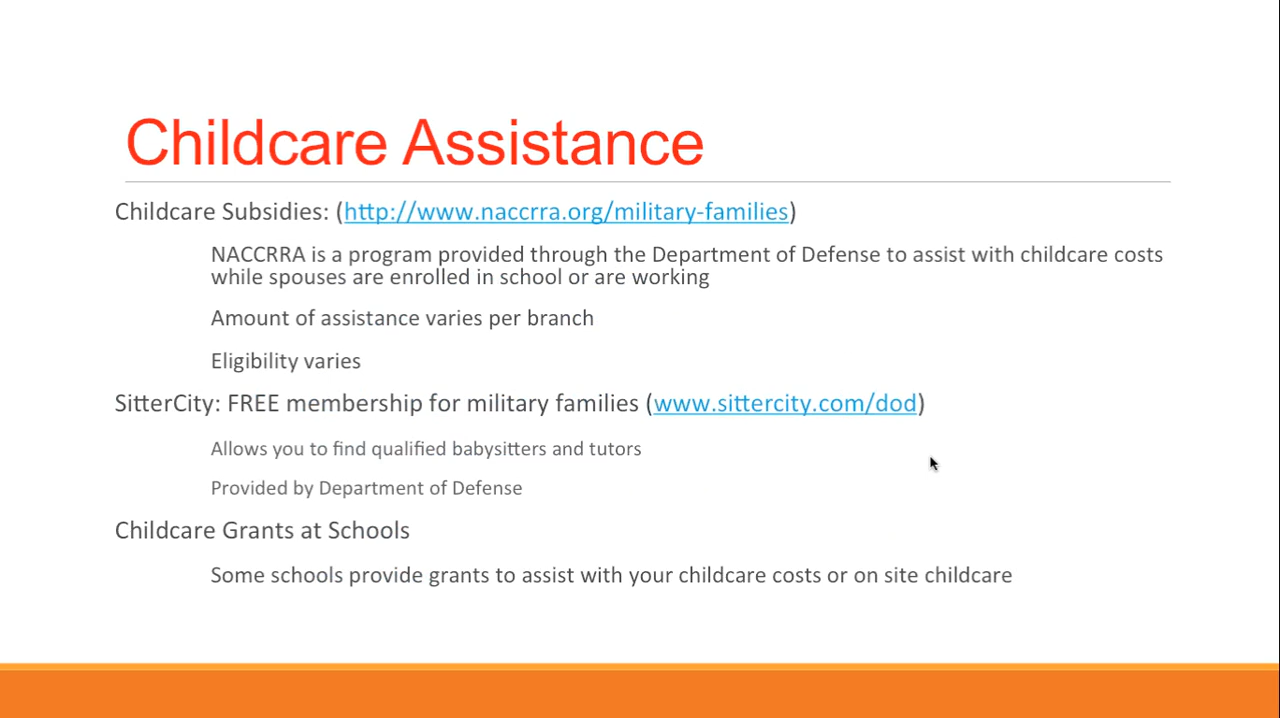 Childcare Assistance
Childcare Subsidies: (http://www.naccrra.org/military-families)
NACCRRA is a program provided through the Department of Defense to assist with childcare costs
while spouses are enrolled in school or are working
Amount of assistance varies per branch
Eligibility varies
SitterCity: FREE membership for military families (www.sittercity.com/dod)
Allows you to find qualified babysitters and tutors
Provided by Department of Defense
Childcare Grants at Schools
Some schools provide grants to assist with your childcare costs or on site childcare